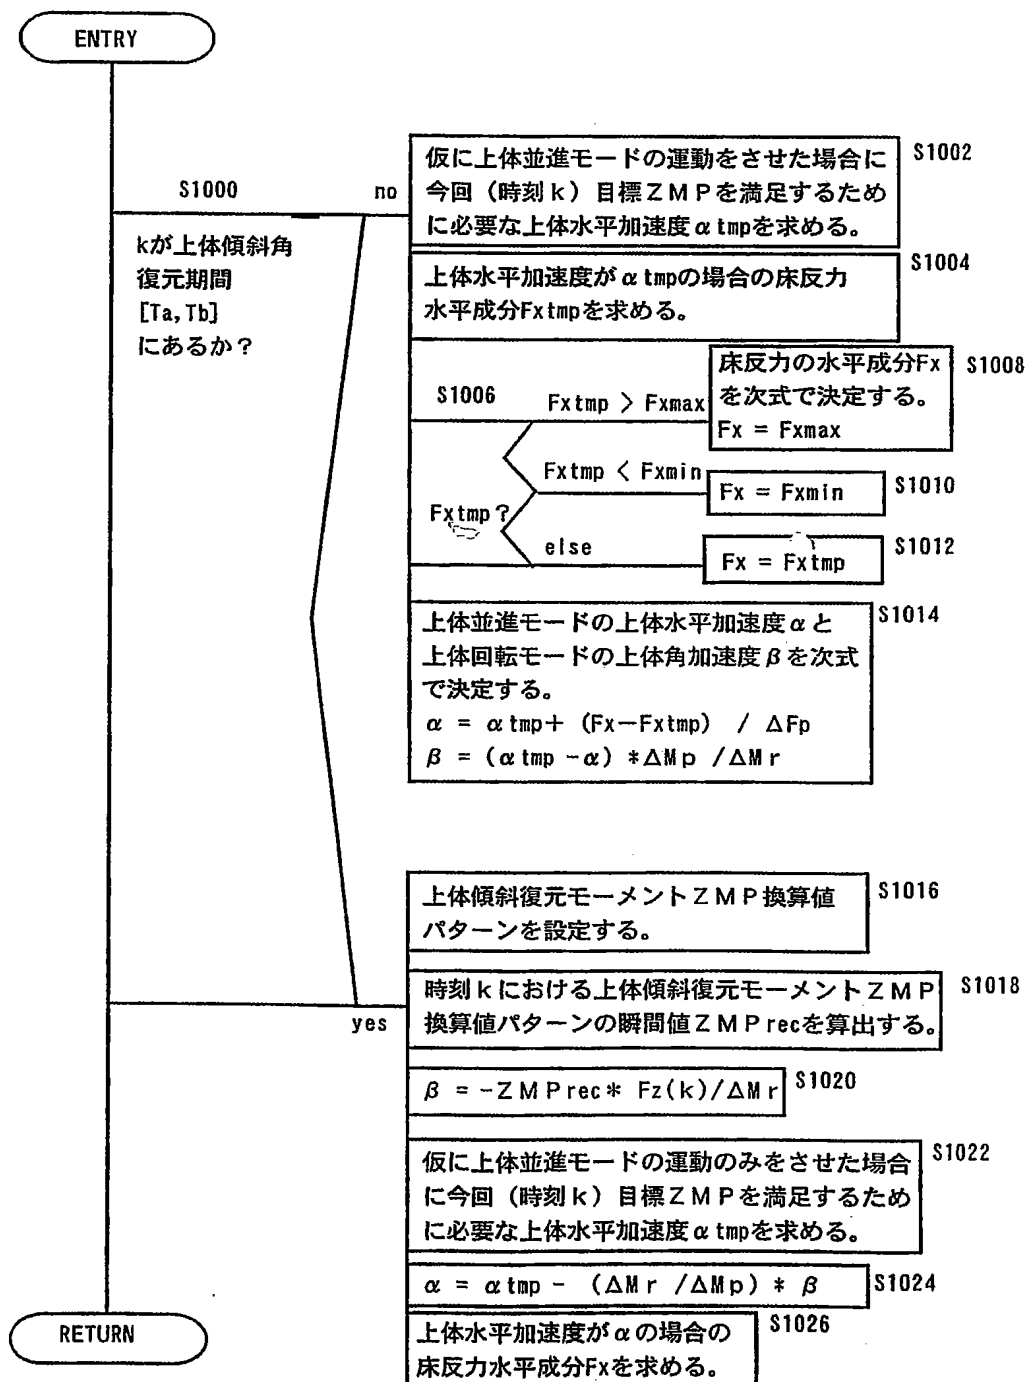 ENTRY
S1000
no
kが上体傾斜角
復元期間
[Ta,Tb]
にあるか?
仮に上体並進モードの運動をさせた場合に
今回(時刻k)目標ZMPを満足するため
に必要な上体水平加速度αtmpを求める。
S1002
上体水平加速度がαtmpの場合の床反力
水平成分Fxtmpを求める。
S1004
S1006
Fxtmp?
Fxtmp > Fxmax
床反力の水平成分Fx
を次式で決定する。
Fx = Fxmax
S1008
Fxtmp < Fxmin
Fx = Fxmin
S1010
else
Fx = Fxtmp
S1012
上体並進モードの上体水平加速度αと
上体回転モードの上体角加速度βを次式
で決定する。
α = αtmp+ (Fx-Fxtmp) / ΔFp
β = (αtmp -α) *ΔMp /ΔMr
S1014
yes
上体傾斜復元モーメントZMP換算値
パターンを設定する。
S1016
時刻kにおける上体傾斜復元モーメントZMP
換算値パターンの瞬間値ZMPrecを算出する。
S1018
β = -ZMPrec* Fz(k)/ΔMr
S1020
仮に上体並進モードの運動のみをさせた場合
に今回(時刻k)目標ZMPを満足するため
に必要な上体水平加速度αtmpを求める。
S1022
α = αtmp - (ΔMr /ΔMp) * β
S1024
上体水平加速度がαの場合の
床反力水平成分Fxを求める。
S1026
RETURN